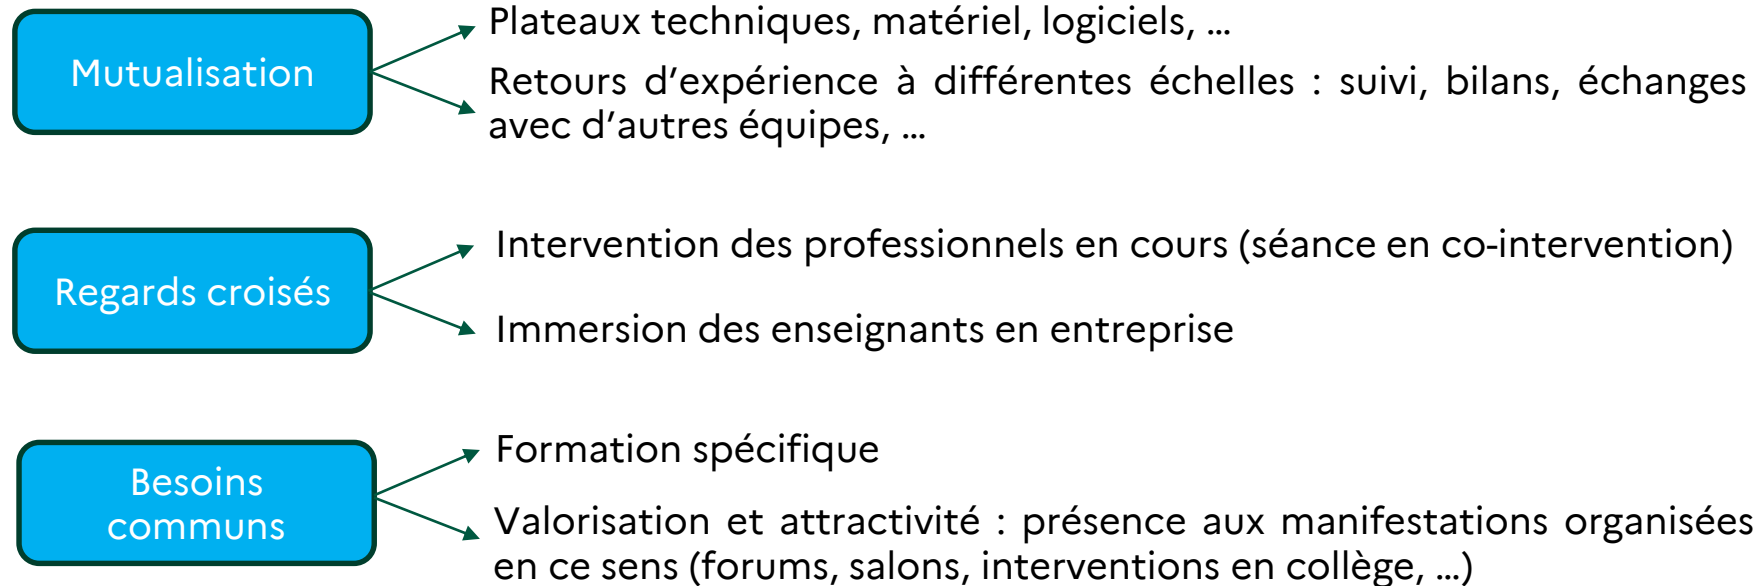 Mutualisation
Plateaux techniques, matériel, logiciels, …
Retours d’expérience à différentes échelles : suivi, bilans, échanges
avec d’autres équipes, …
Regards croisés
Intervention des professionnels en cours (séance en co-intervention)
Immersion des enseignants en entreprise
Besoins
communs
Formation spécifique
Valorisation et attractivité : présence aux manifestations organisées
en ce sens (forums, salons, interventions en collège, …)